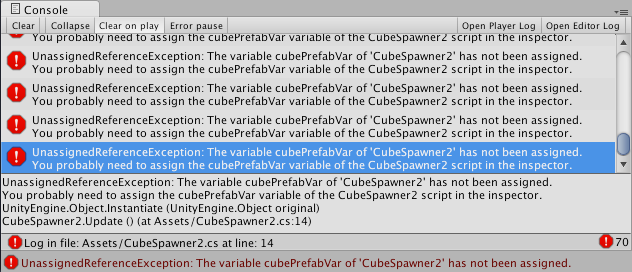 Console
Clear Collapse Clear on play Error pause Open Player Log Open Editor Log
You probably need to assign the cubePrefabVar variable of the CubeSpawner2 script in the inspector.
UnassignedReferenceException: The variable cubePrefabVar of 'CubeSpawner2' has not been assigned.
You probably need to assign the cubePrefabVar variable of the CubeSpawner2 script in the inspector.
UnassignedReferenceException: The variable cubePrefabVar of 'CubeSpawner2' has not been assigned.
You probably need to assign the cubePrefabVar variable of the CubeSpawner2 script in the inspector.
UnassignedReferenceException: The variable cubePrefabVar of 'CubeSpawner2' has not been assigned.
You probably need to assign the cubePrefabVar variable of the CubeSpawner2 script in the inspector.
UnassignedReferenceException: The variable cubePrefabVar of 'CubeSpawner2' has not been assigned.
You probably need to assign the cubePrefabVar variable of the CubeSpawner2 script in the inspector.
UnassignedReferenceException: The variable cubePrefabVar of 'CubeSpawner2' has not been assigned.
You probably need to assign the cubePrefabVar variable of the CubeSpawner2 script in the inspector.
UnityEngine.Object.Instantiate (UnityEngine.Object original)
CubeSpawner2.Update () (at Assets/CubeSpawner2.cs:14)
Log in file: Assets/CubeSpawner2.cs at line: 14 70
UnassignedReferenceException: The variable cubePrefabVar of 'CubeSpawner2' has not been assigned.